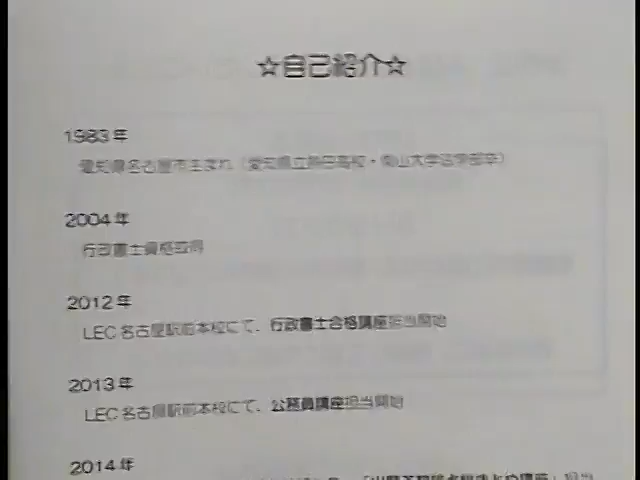 ☆自己紹介☆
1983年
愛知県名古屋市生まれ（愛知県立熱田高校・南山大学法学部卒）
2004年
行政書士資格取得
2012年
LEC名古屋駅前本校にて、行政書士合格講座担当開始
2013年
LEC名古屋駅前本校にて、公務員講座担当開始
2014年